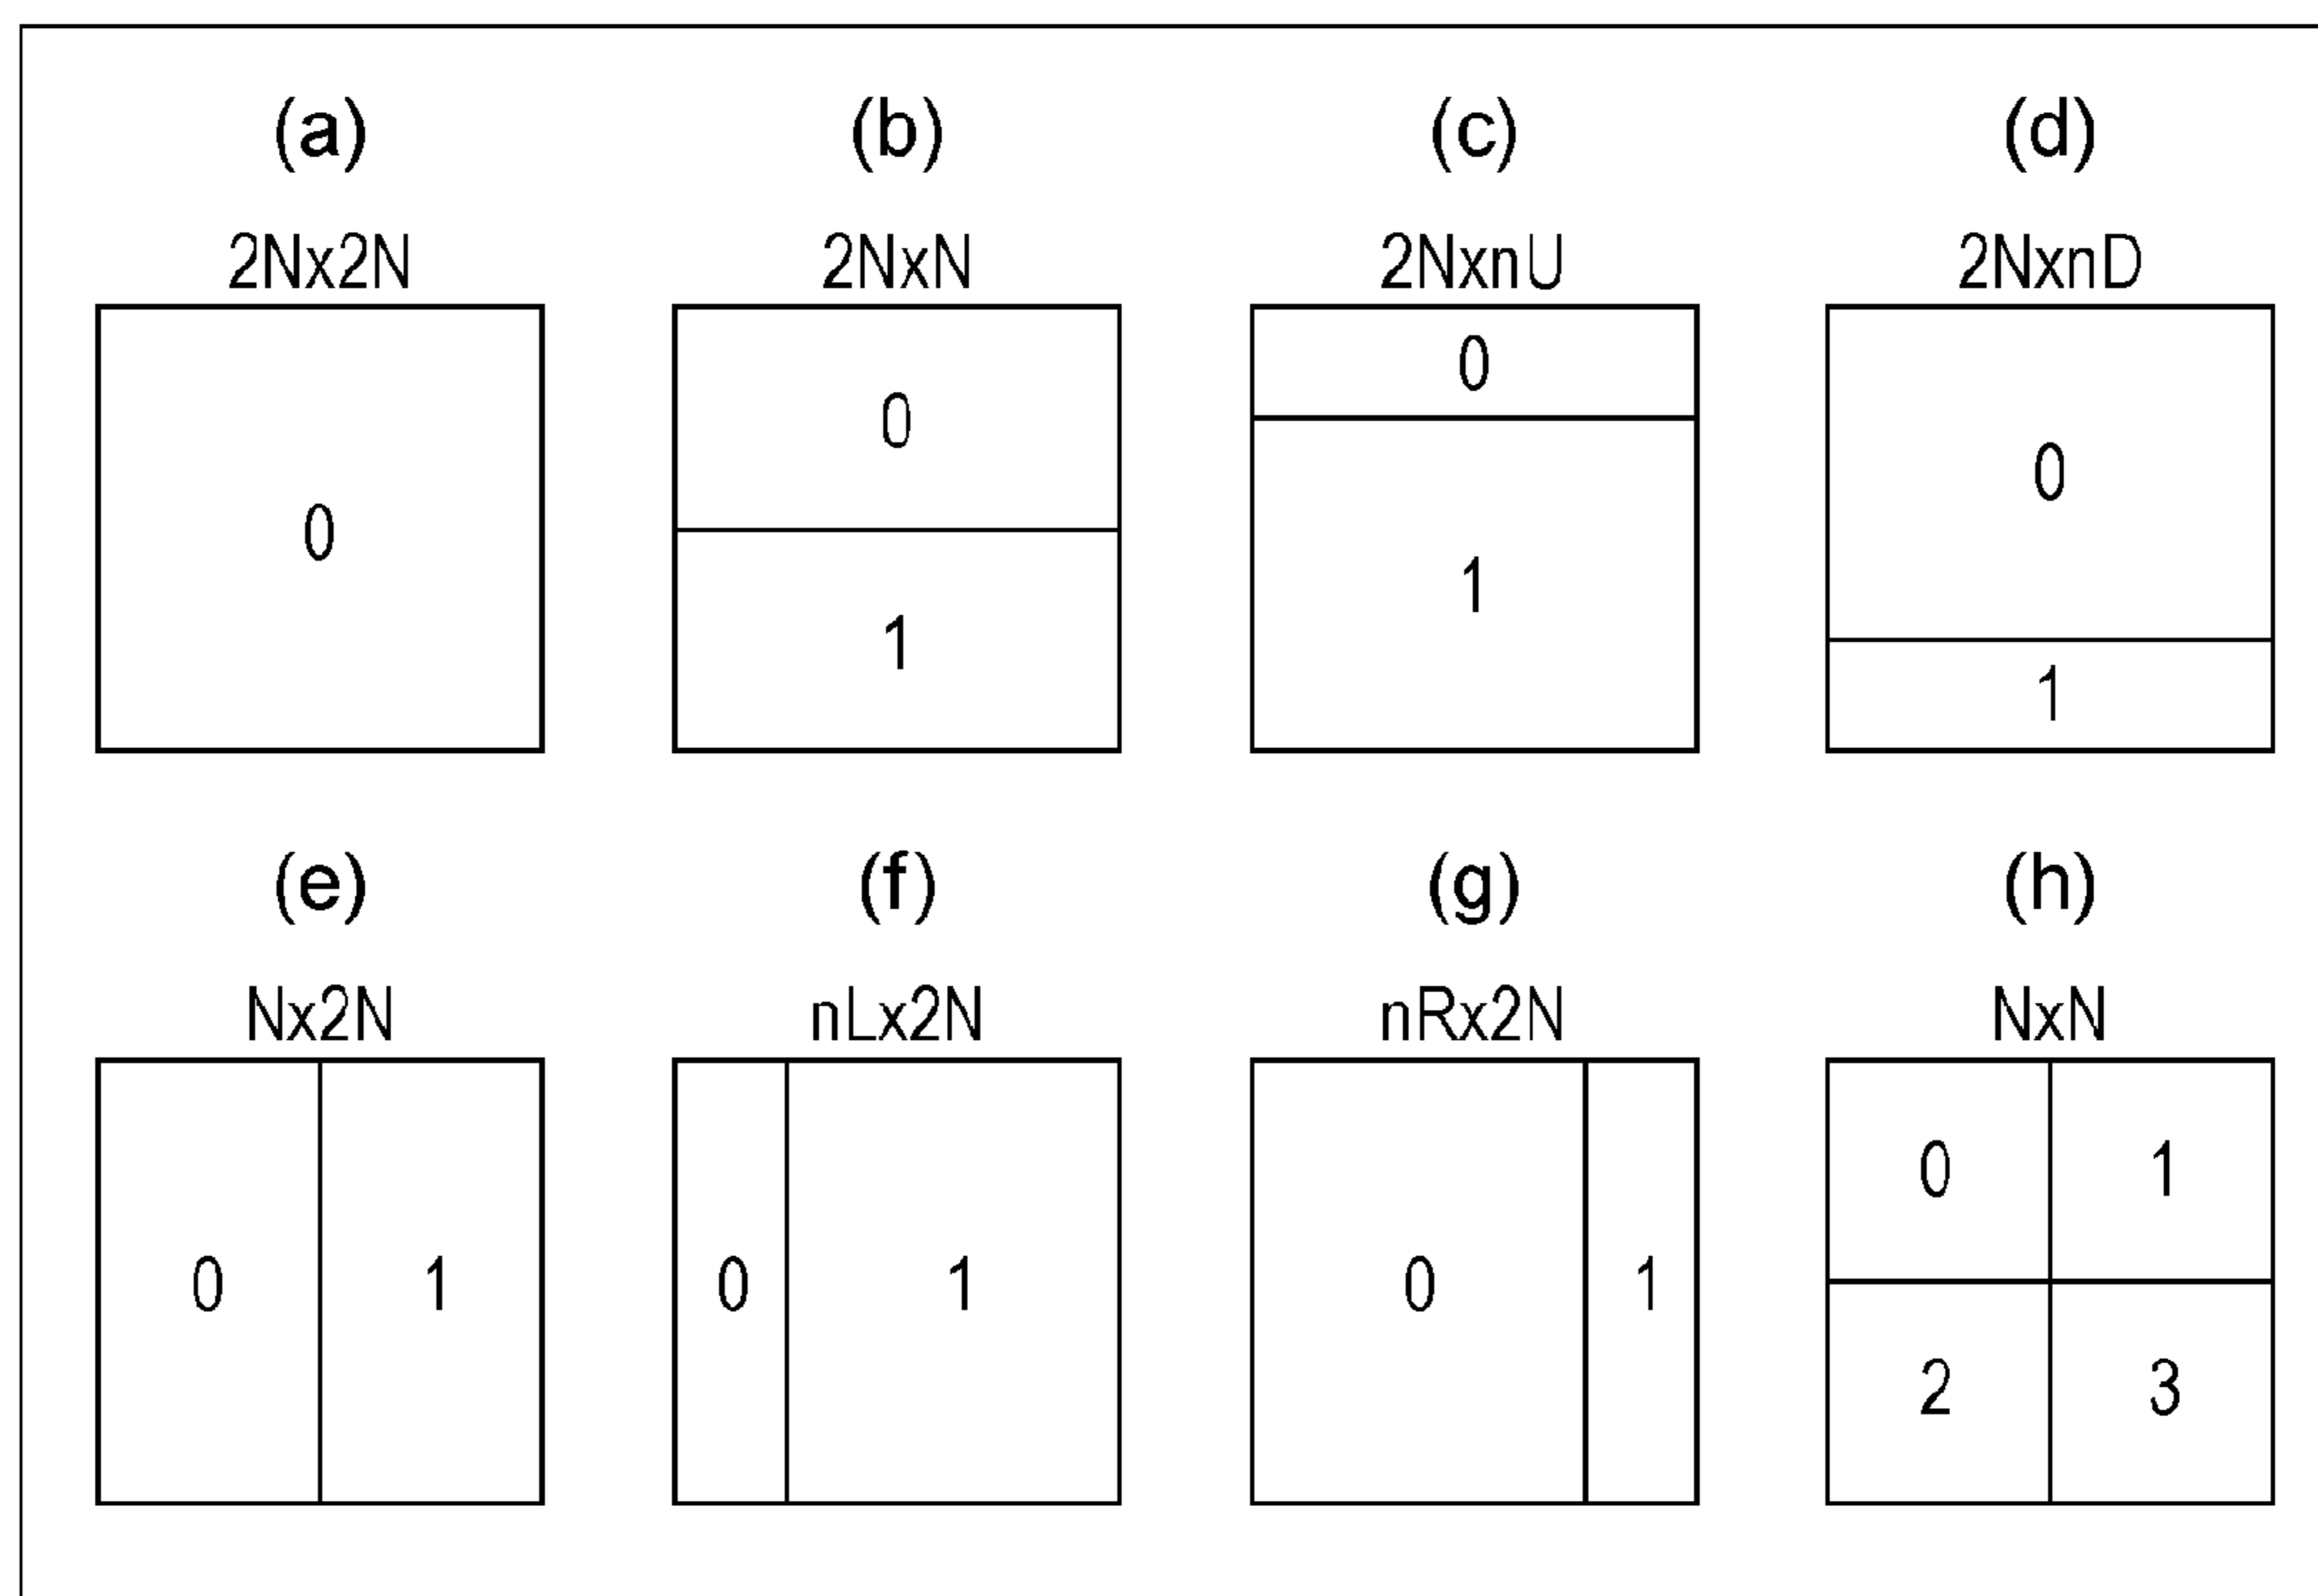 (a) (b) (c) (d)
2Nx2N 2NxN 2NxnU 2NxnD
0 0 0 0
1 1 1
(e) (f) (g) (h)
Nx2N nLx2N nRx2N NxN
0 1 0 1 0 1 0 1
2 3